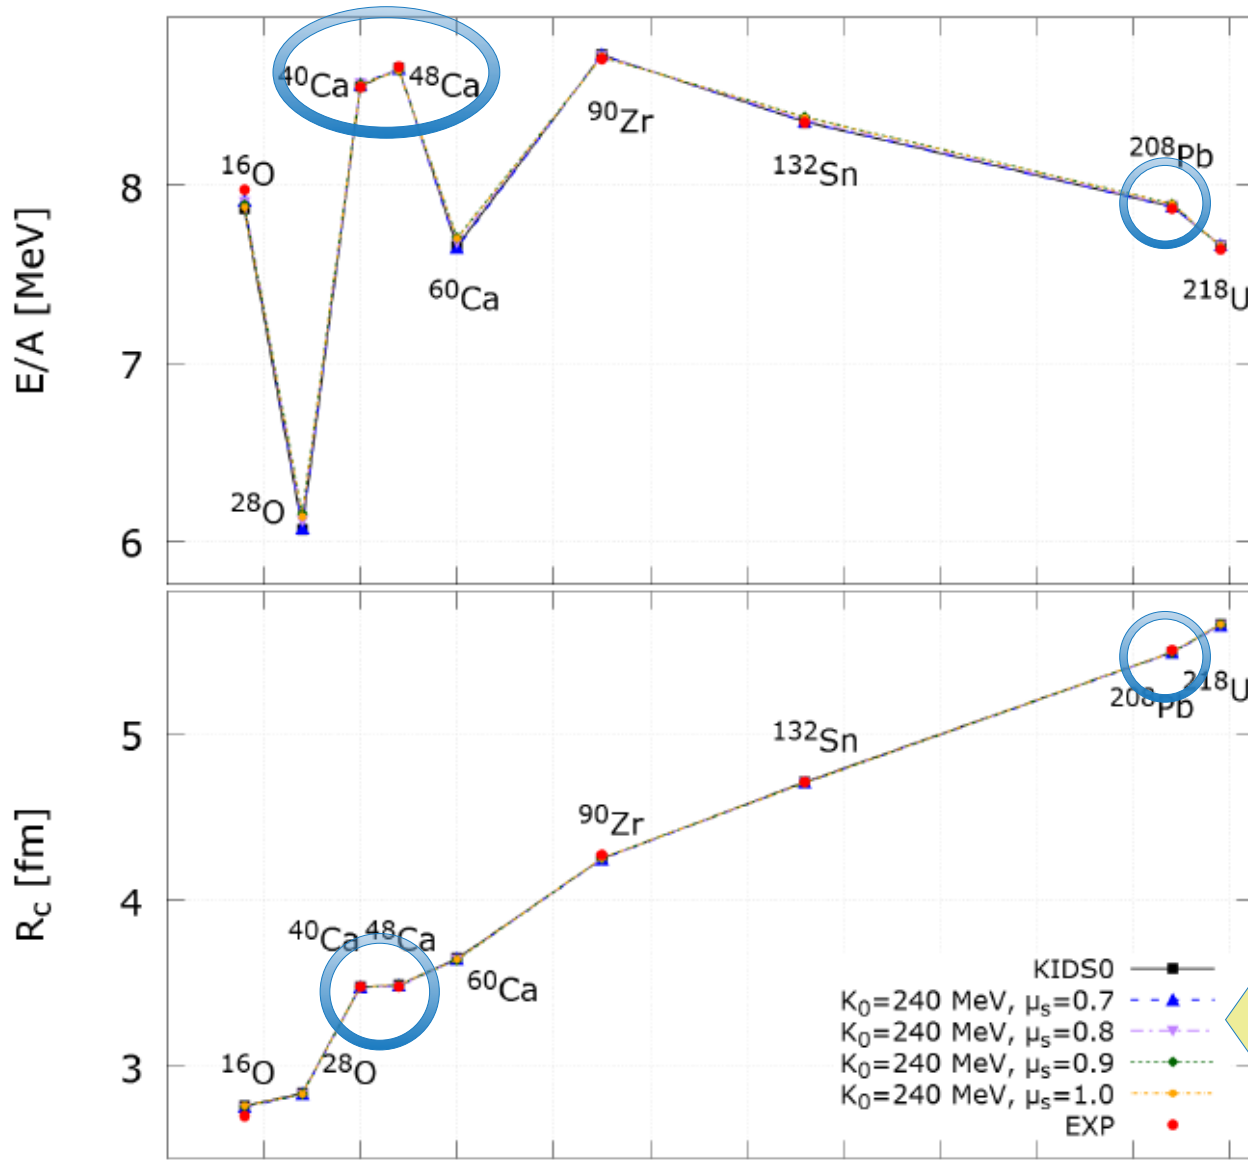 ⁴⁰Ca
⁴⁸Ca
⁹⁰Zr
¹⁶O
²⁰⁸Pb
¹³²Sn
8
⁶⁰Ca
²¹⁸U
E/A [MeV]
7
²⁸O
6
²¹⁸U
²⁰⁸Pb
5
¹³²Sn
⁹⁰Zr
R_c [fm]
4
⁴⁰Ca
⁴⁸Ca
⁶⁰Ca
KIDS0
K₀=240 MeV, μₛ=0.7
K₀=240 MeV, μₛ=0.8
3
¹⁶O
²⁸O
K₀=240 MeV, μₛ=0.9
K₀=240 MeV, μₛ=1.0
EXP